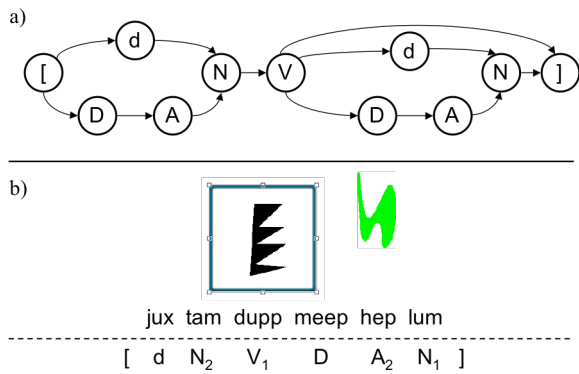 a)
d d
[ N V N ]
D A D A
b)
jux tam dupp meep hep lum
[ d N₂ V₁ D A₂ N₁ ]